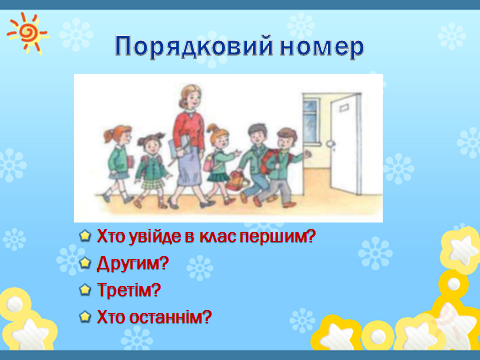 Порядковий номер
Хто увійде в клас першим?
Другим?
Третім?
Хто останнім?